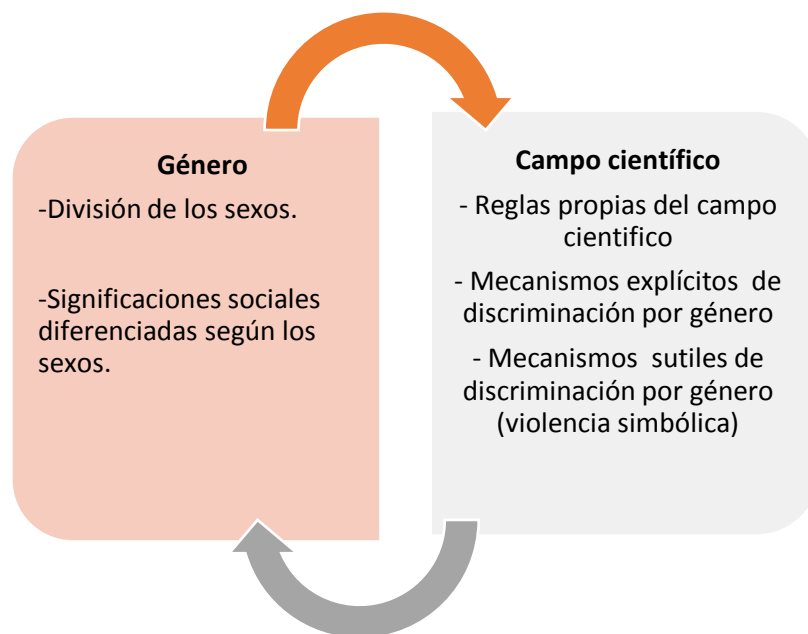 Género
-División de los sexos.
-Significaciones sociales
diferenciadas según los
sexos.
Campo científico
- Reglas propias del campo
cientifico
- Mecanismos explícitos de
discriminación por género
- Mecanismos sutiles de
discriminación por género
(violencia simbólica)